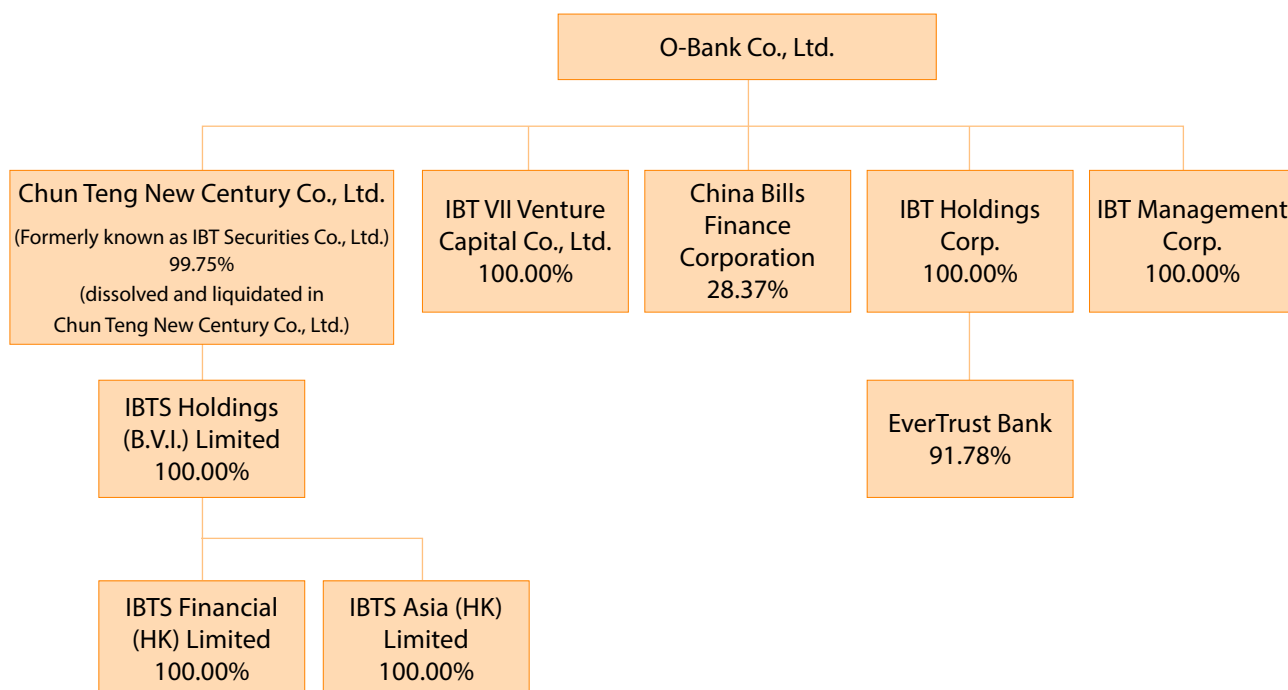 O-Bank Co., Ltd.
Chun Teng New Century Co., Ltd.
(Formerly known as IBT Securities Co., Ltd.)
99.75%
(dissolved and liquidated in
Chun Teng New Century Co., Ltd.)
IBT VII Venture
Capital Co., Ltd.
100.00%
China Bills
Finance
Corporation
28.37%
IBT Holdings
Corp.
100.00%
IBT Management
Corp.
100.00%
IBTS Holdings
(B.V.I.) Limited
100.00%
EverTrust Bank
91.78%
IBTS Financial
(HK) Limited
100.00%
IBTS Asia (HK)
Limited
100.00%